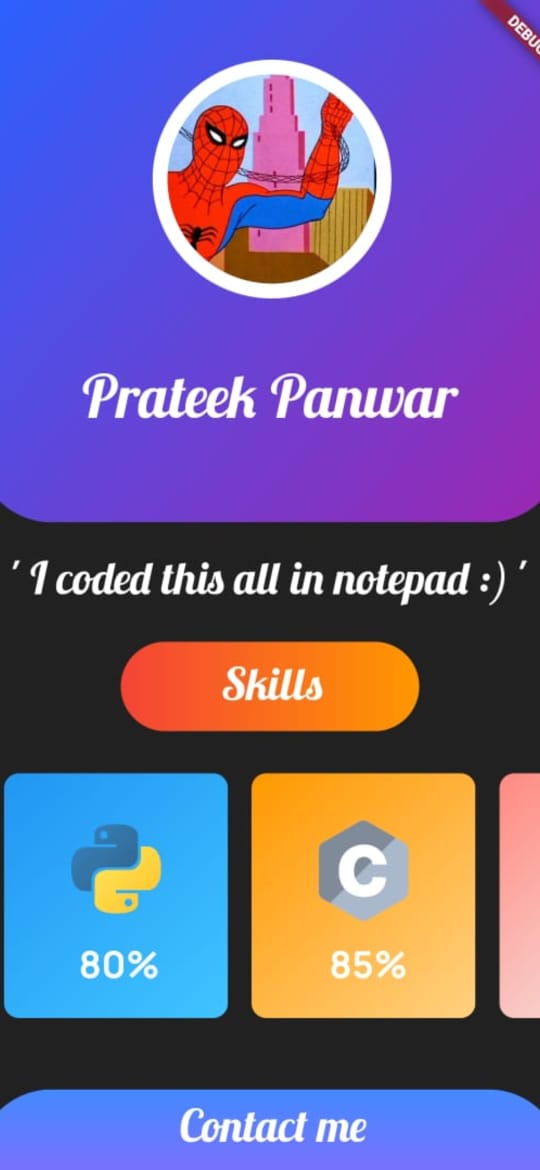 DEBUG
Prateek Panwar
' I coded this all in notepad :) '
Skills
C
80%
85%
Contact me